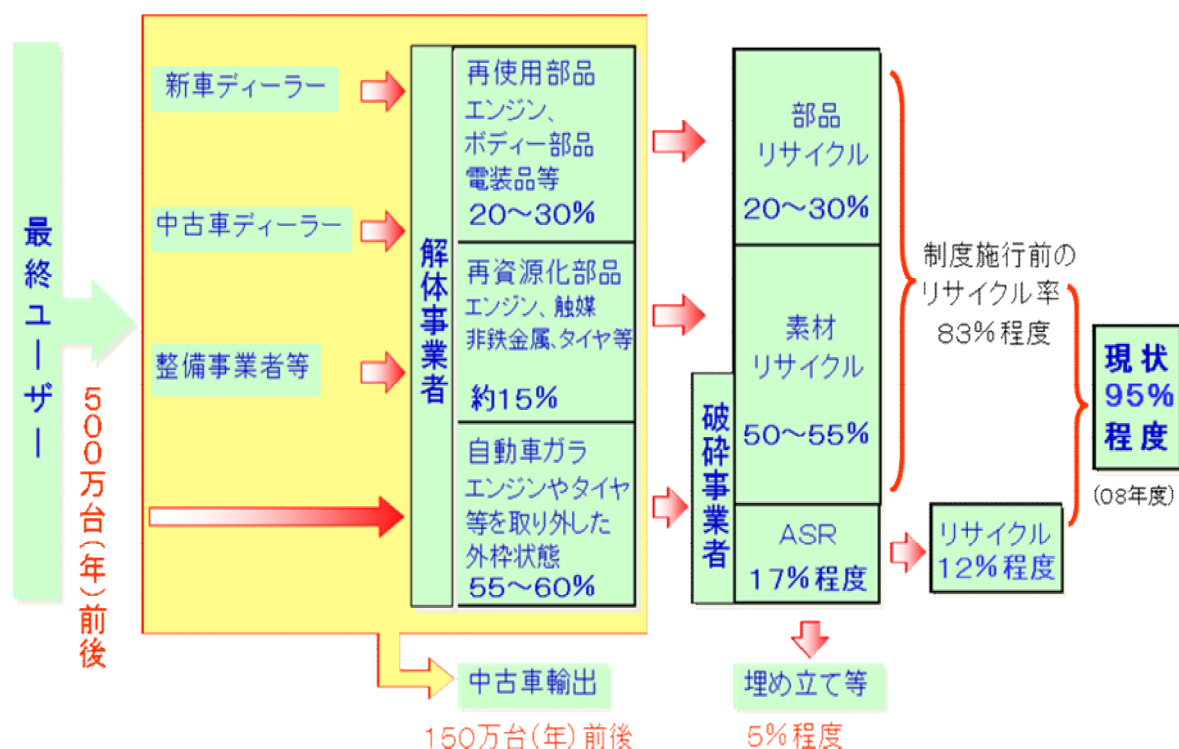 最終ユーザー
500万台(年)前後
新車ディーラー
中古車ディーラー
整備事業者等
解体事業者
再使用部品
エンジン、
ボディー部品
電装品等
20〜30%
再資源化部品
エンジン、触媒
非鉄金属、タイヤ等
約15%
自動車ガラ
エンジンやタイヤ
等を取り外した
外枠状態
55〜60%
中古車輸出
150万台(年)前後
部品
リサイクル
20〜30%
素材
リサイクル
50〜55%
破砕事業者
ASR
17%程度
埋め立て等
5%程度
制度施行前の
リサイクル率
83%程度
リサイクル
12%程度
現状
95%
程度
(08年度)